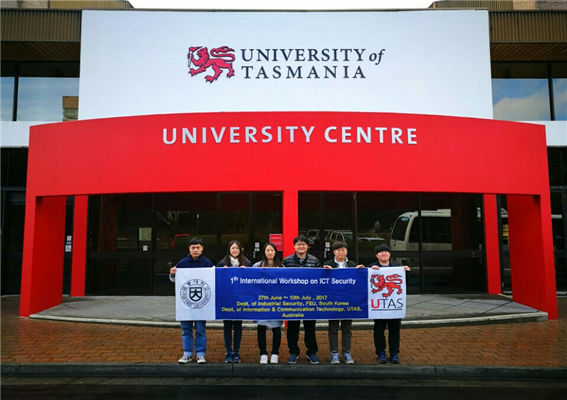 UNIVERSITY of
TASMANIA
UNIVERSITY CENTRE
1st International Workshop on ICT Security
27th June ~ 10th July , 2017
Dept. of Industrial Security, FSU, South Korea
Dept. of Information & Communication Technology, UTAS,
Australia
UTAS